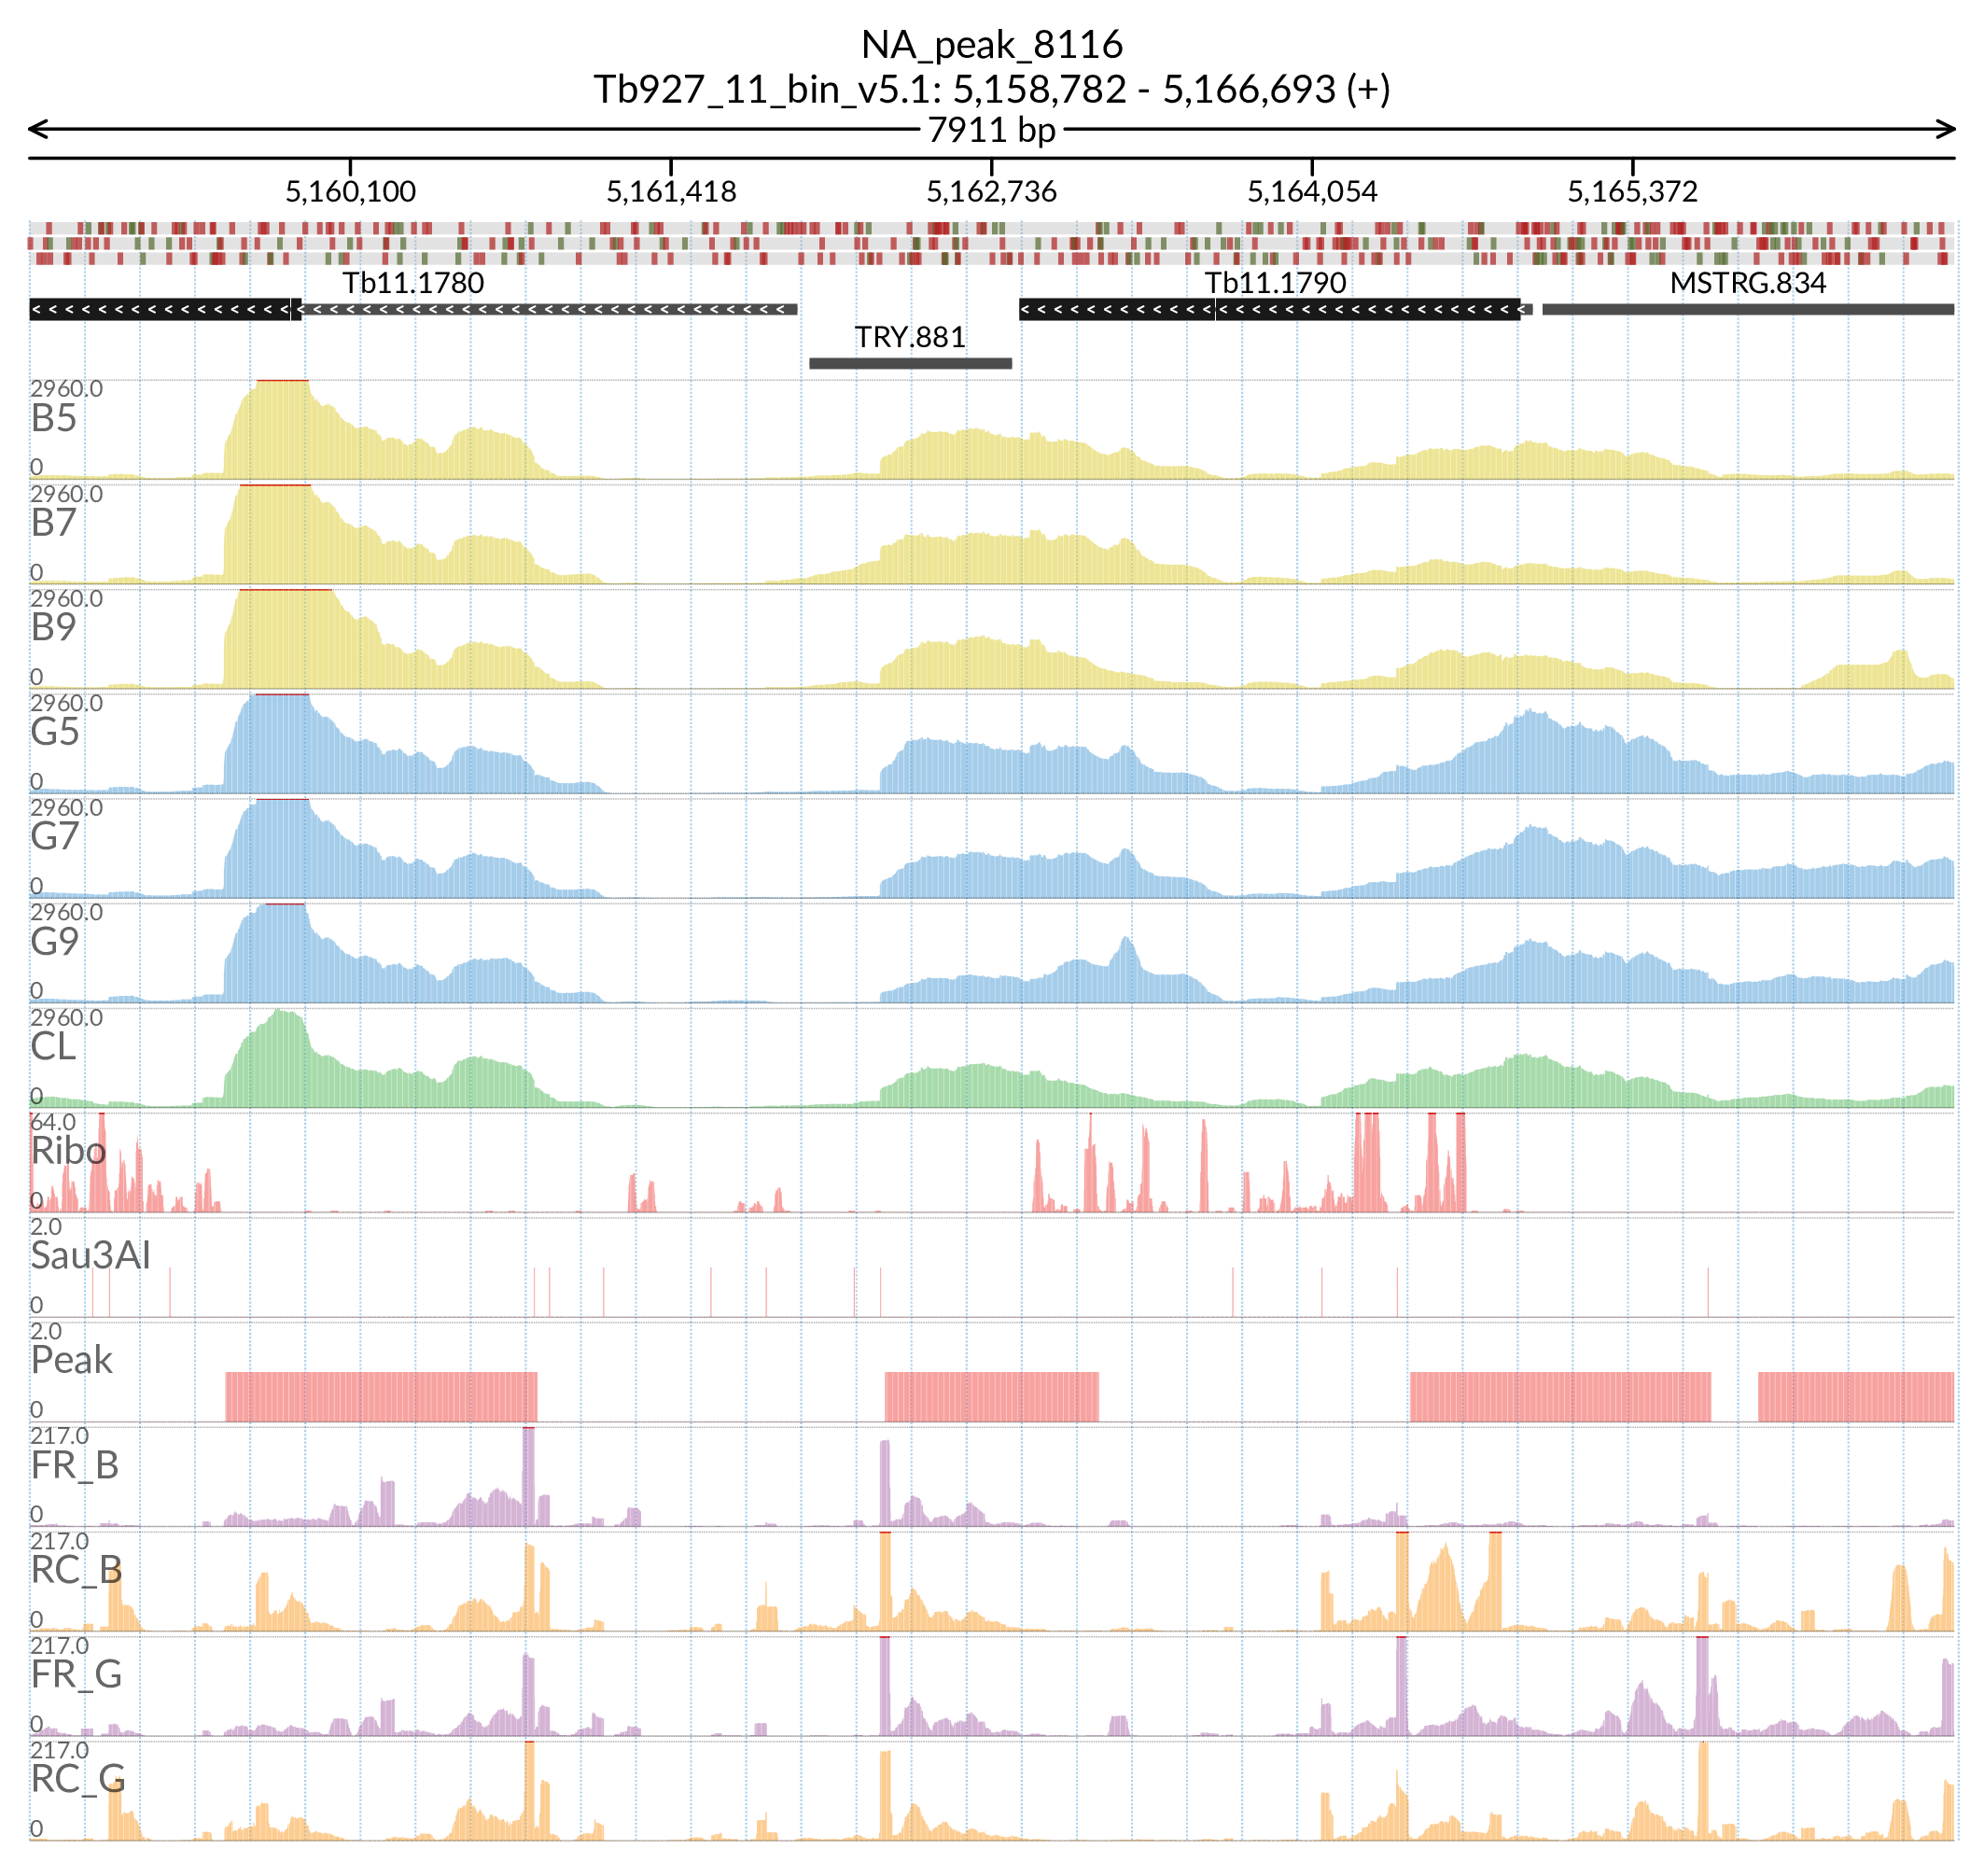 NA_peak_8116
Tb927_11_bin_v5.1: 5,158,782 - 5,166,693 (+)
7911 bp
5,160,100 5,161,418 5,162,736 5,164,054 5,165,372
Tb11.1780 Tb11.1790 MSTRG.834
TRY.881
2960.0
B5
0
2960.0
B7
0
2960.0
B9
0
2960.0
G5
0
2960.0
G7
0
2960.0
G9
0
2960.0
CL
0
64.0
Ribo
0
2.0
Sau3AI
0
2.0
Peak
0
217.0
FR_B
0
217.0
RC_B
0
217.0
FR_G
0
217.0
RC_G
0